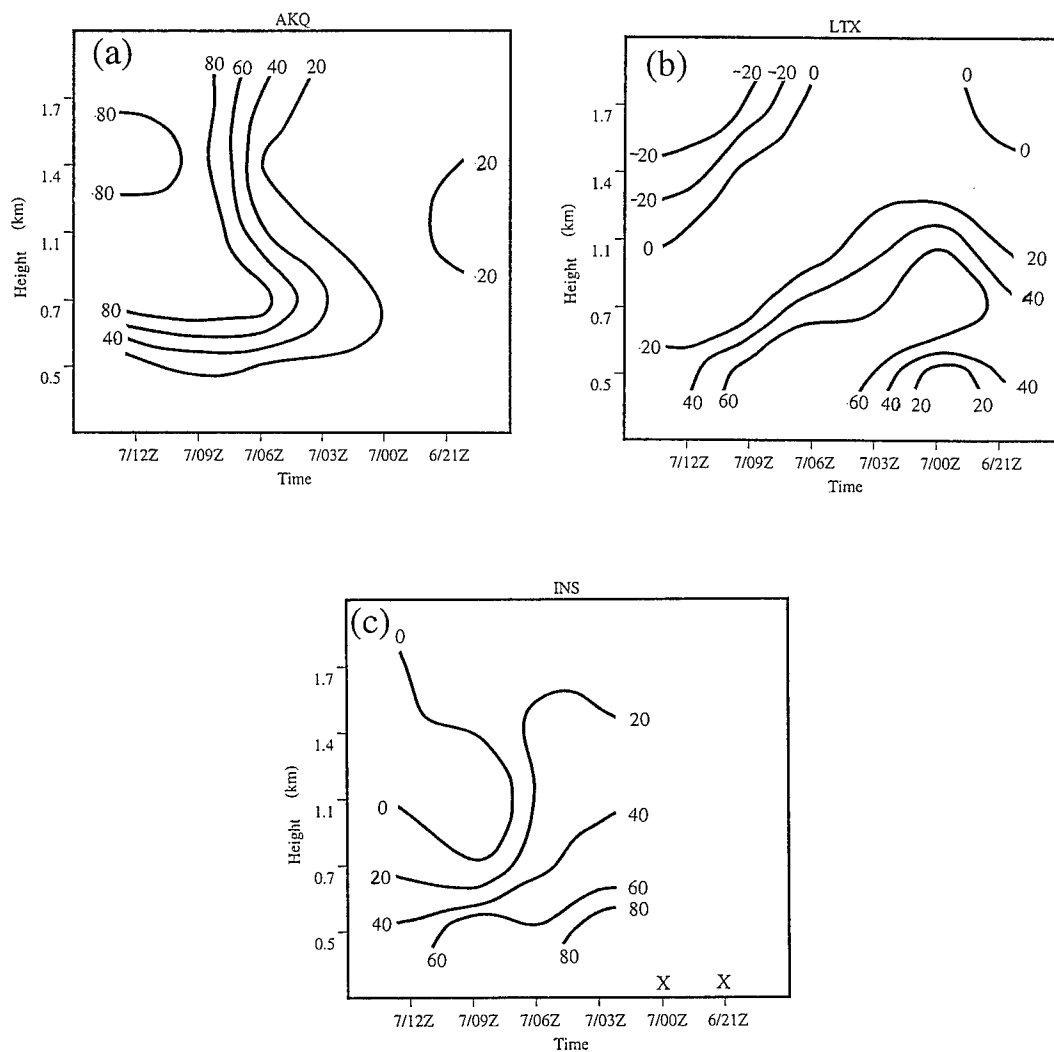 AKQ
(a)
80 60 40 20
1.7
1.4
1.1
0.7
0.5
Height (km)
80
80
80
40
20
20
7/12Z 7/09Z 7/06Z 7/03Z 7/00Z 6/21Z
Time
LTX
(b)
-20 -20 0 0
1.7
1.4
1.1
0.7
0.5
Height (km)
-20
-20
0
0
20
40
20
40 60 60 40 20 20 40
7/12Z 7/09Z 7/06Z 7/03Z 7/00Z 6/21Z
Time
INS
(c)
0
1.7
1.4
1.1
0.7
0.5
Height (km)
0
20
40
60
80
20
40
60
80
X X
7/12Z 7/09Z 7/06Z 7/03Z 7/00Z 6/21Z
Time